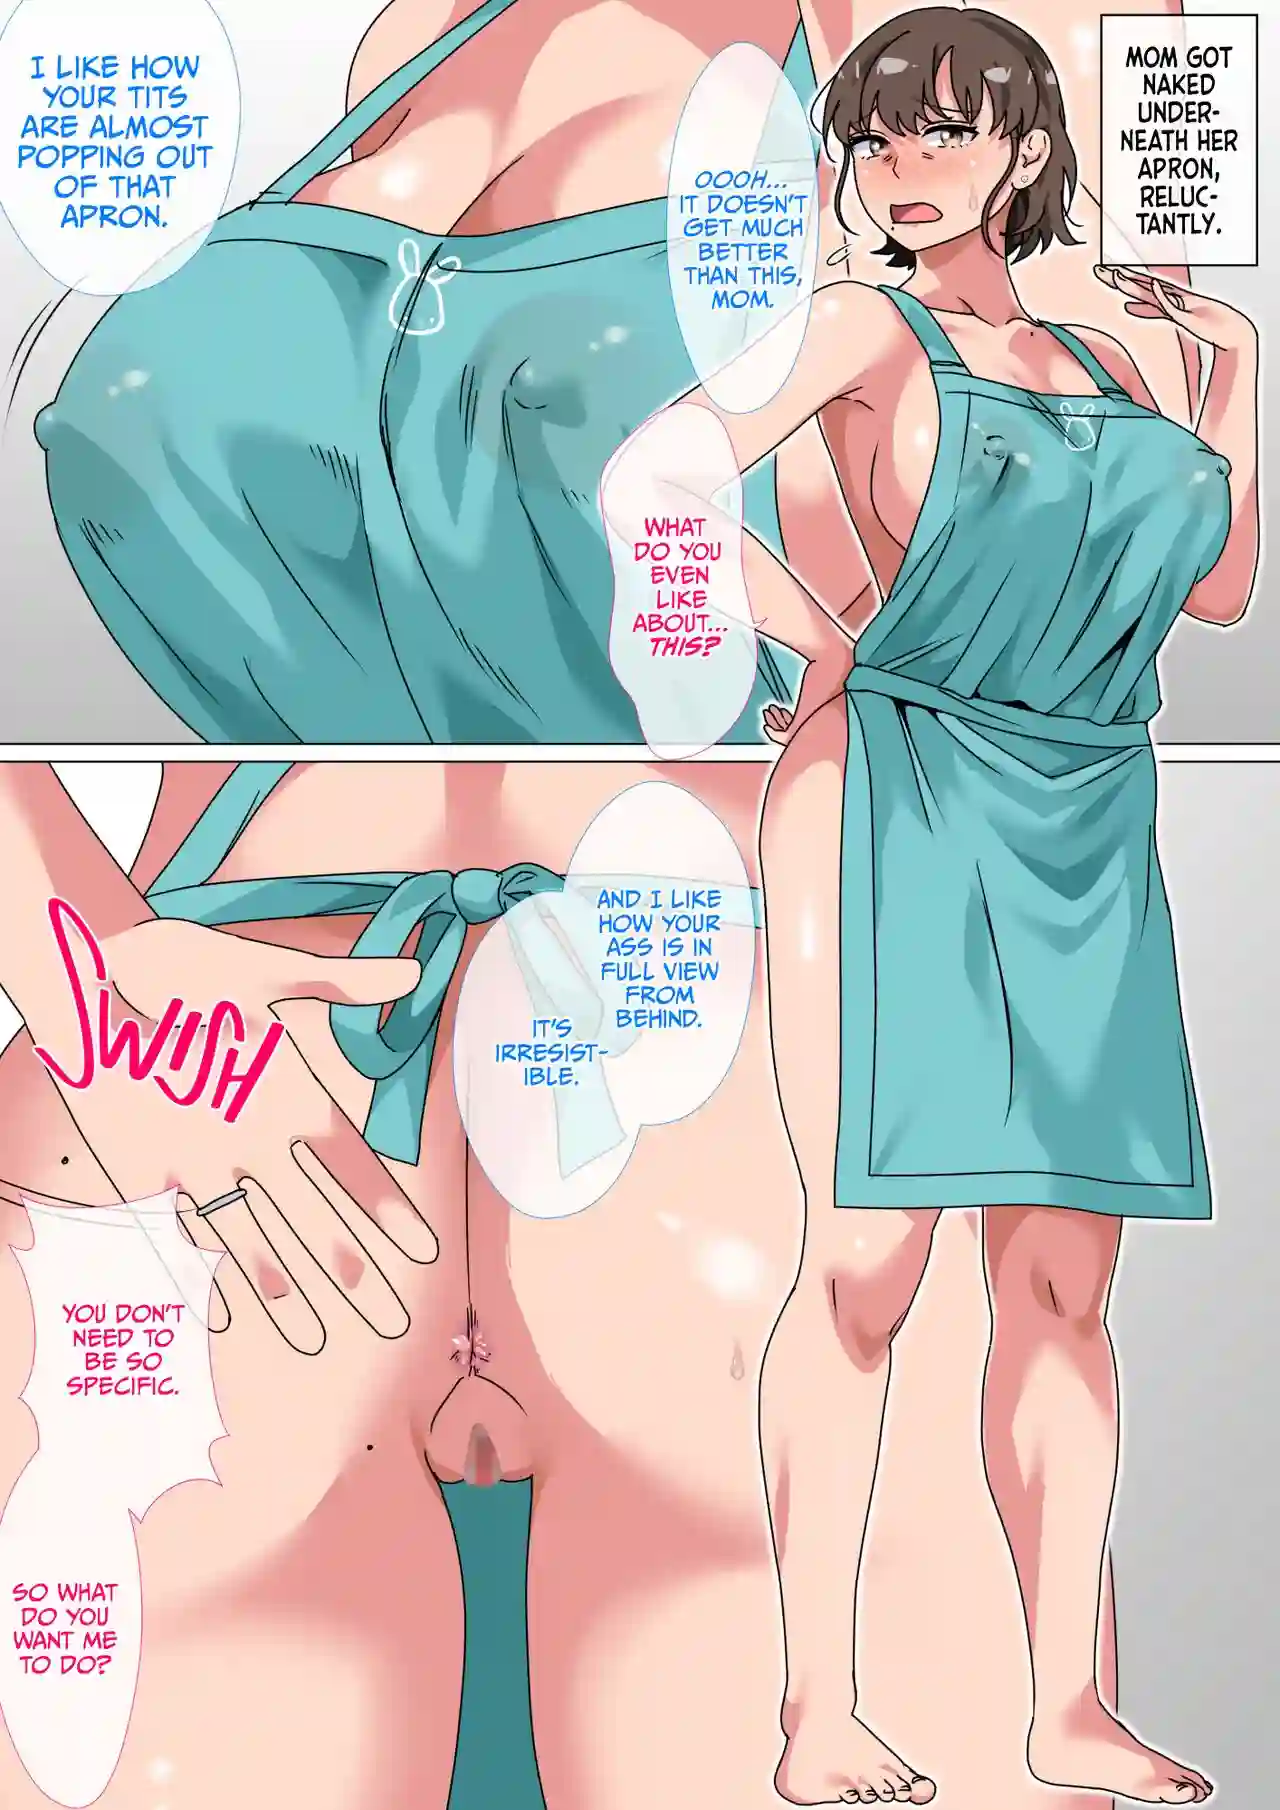 I LIKE HOW
YOUR TITS
ARE ALMOST
POPPING OUT
OF THAT
APRON.
MOM GOT
NAKED
UNDER-
NEATH HER
APRON,
RELUC-
TANTLY.
OOOH...
IT DOESN'T
GET MUCH
BETTER
THAN THIS,
MOM.
WHAT
DO YOU
EVEN
LIKE
ABOUT...
THIS?
AND I LIKE
HOW YOUR
ASS IS IN
FULL VIEW
FROM
BEHIND.
IT'S
IRRESIST-
IBLE.
SWISH
YOU DON'T
NEED TO
BE SO
SPECIFIC.
SO WHAT
DO YOU
WANT ME
TO DO?